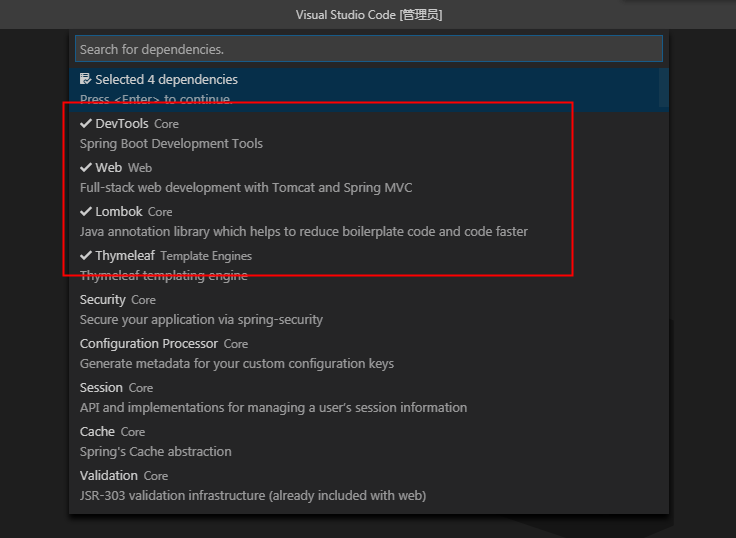 Visual Studio Code [管理员]
Search for dependencies.
Selected 4 dependencies
Press <Enter> to continue.
DevTools Core
Spring Boot Development Tools
Web Web
Full-stack web development with Tomcat and Spring MVC
Lombok Core
Java annotation library which helps to reduce boilerplate code and code faster
Thymeleaf Template Engines
Thymeleaf templating engine
Security Core
Secure your application via spring-security
Configuration Processor Core
Generate metadata for your custom configuration keys
Session Core
API and implementations for managing a user's session information
Cache Core
Spring's Cache abstraction
Validation Core
JSR-303 validation infrastructure (already included with web)